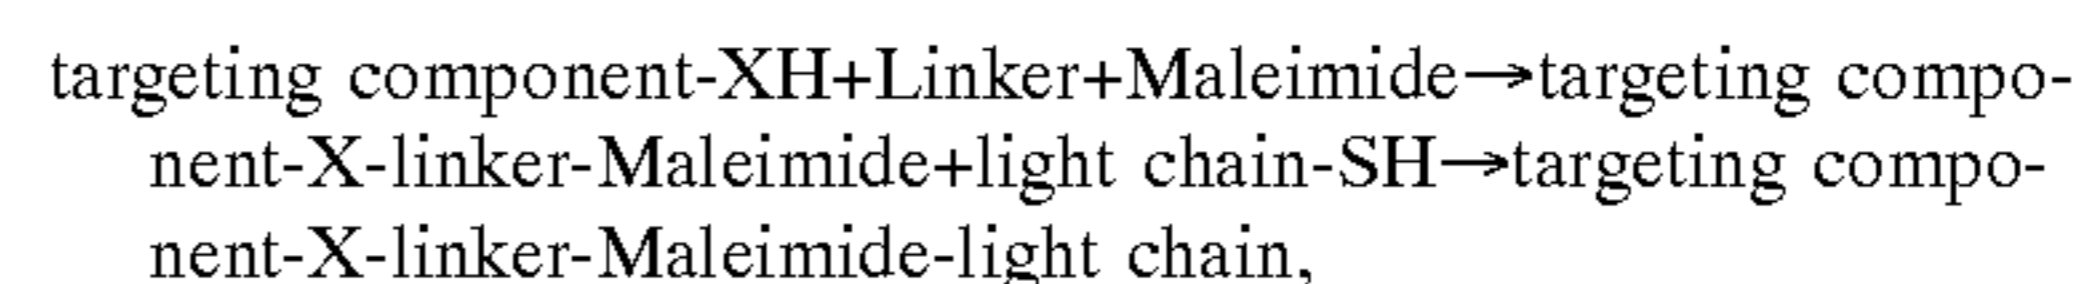 targeting component-XH+Linker+Maleimide→targeting compo-
nent-X-linker-Maleimide+light chain-SH→targeting compo-
nent-X-linker-Maleimide-light chain,